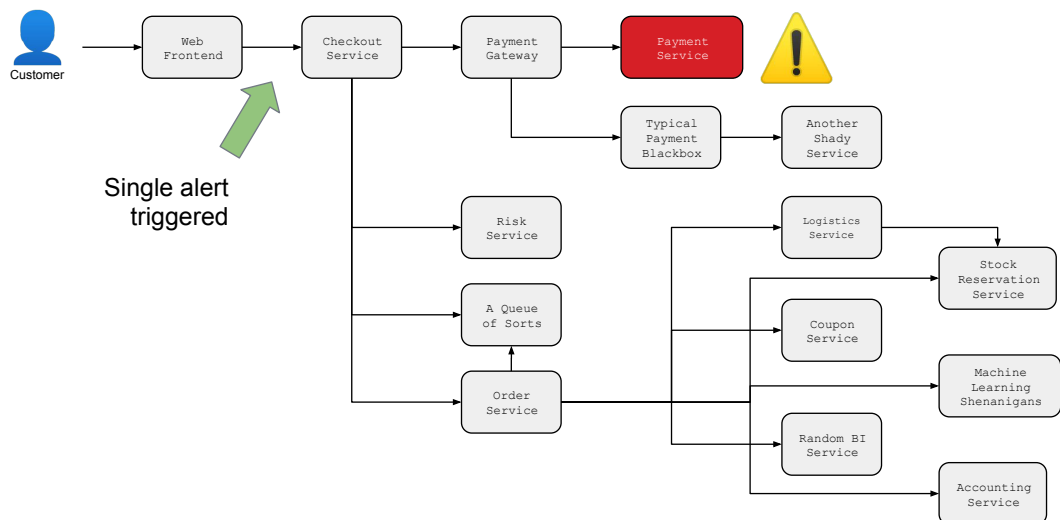 Customer
Web
Frontend
Checkout
Service
Payment
Gateway
Payment
Service
Typical
Payment
Blackbox
Another
Shady
Service
Single alert
triggered
Risk
Service
Logistics
Service
Stock
Reservation
Service
A Queue
of Sorts
Coupon
Service
Order
Service
Machine
Learning
Shenanigans
Random BI
Service
Accounting
Service